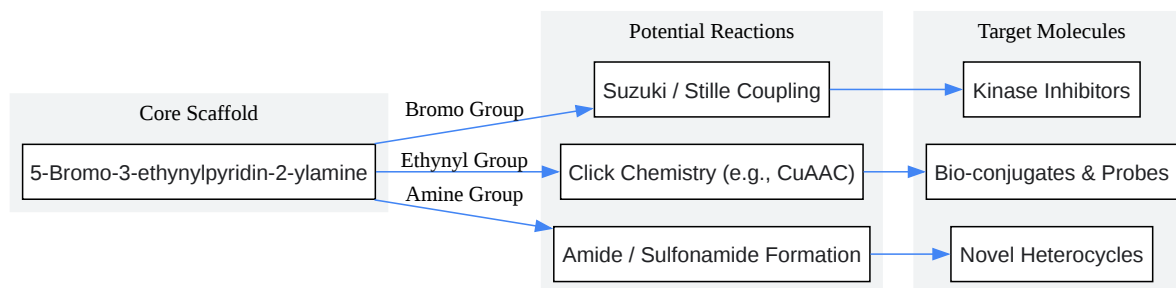 Potential Reactions
Target Molecules
Core Scaffold
Bromo Group
Suzuki / Stille Coupling
Kinase Inhibitors
5-Bromo-3-ethynylpyridin-2-ylamine
Ethynyl Group
Click Chemistry (e.g., CuAAC)
Bio-conjugates & Probes
Amine Group
Amide / Sulfonamide Formation
Novel Heterocycles